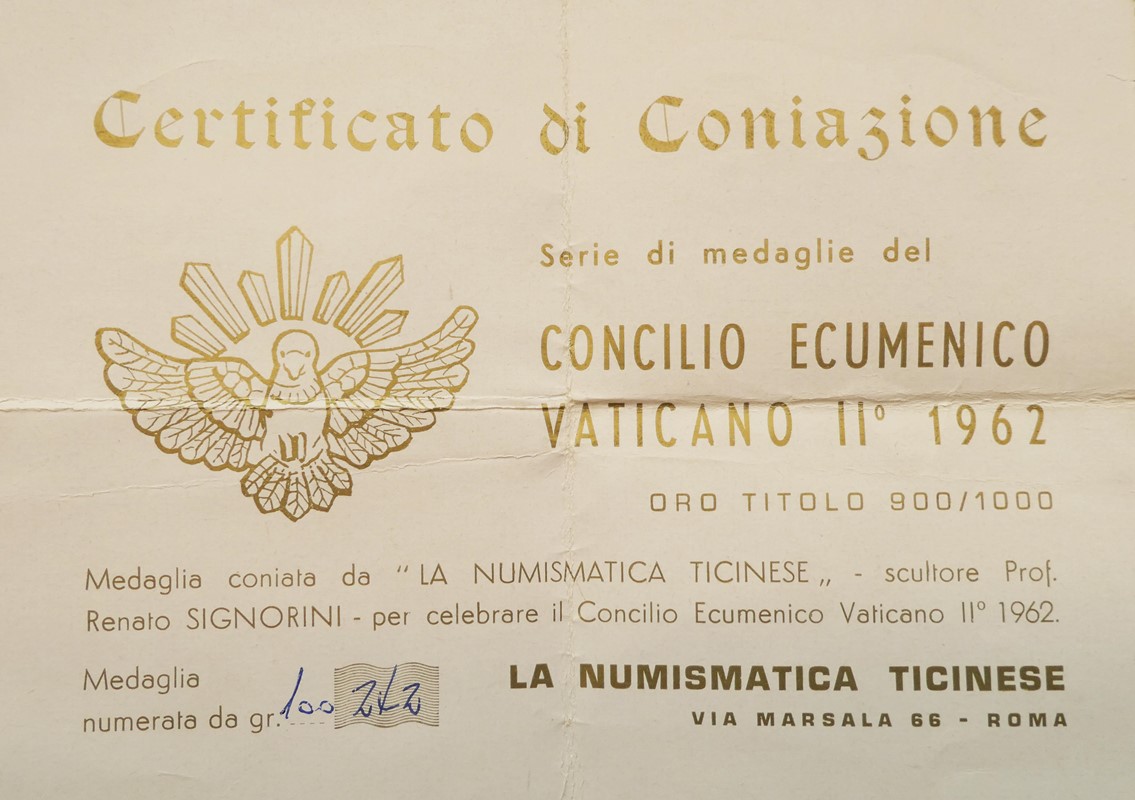 Certificato di Coniazione
Serie di medaglie del
CONCILIO ECUMENICO
VATICANO II° 1962
ORO TITOLO 900/1000
Medaglia coniata da "LA NUMISMATICA TICINESE„ - scultore Prof.
Renato SIGNORINI - per celebrare il Concilio Ecumenico Vaticano II° 1962.
Medaglia
numerata da gr. 100
LA NUMISMATICA TICINESE
VIA MARSALA 66 - ROMA